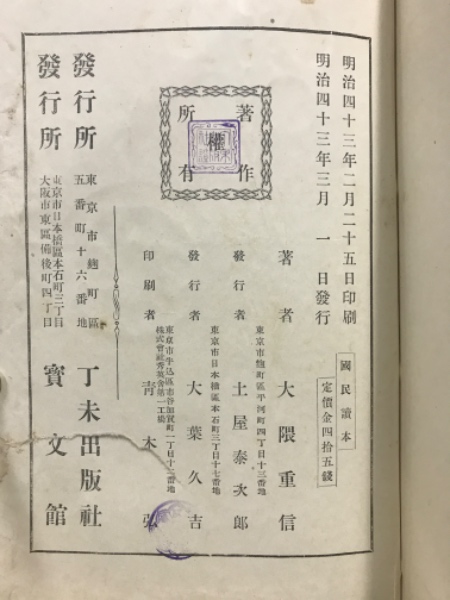 明治四十三年二月二十五日印刷
明治四十三年三月一日發行
國民讀本
定價金四拾五錢
著作權所有
著者 大隈重信
東京市麴町區平河町四丁目十三番地
發行者 土屋泰次郎
東京市日本橋區本石町三丁目十七番地
發行者 大葉久吉
東京市牛込區市谷加賀町一丁目十二番地
株式會社秀英舍第一工場
印刷者 青木弘
發行所 東京市麴町區五番町十六番地 丁未出版社
發行所 東京市日本橋區本石町三丁目 大阪市東區備後町四丁目 寶文館